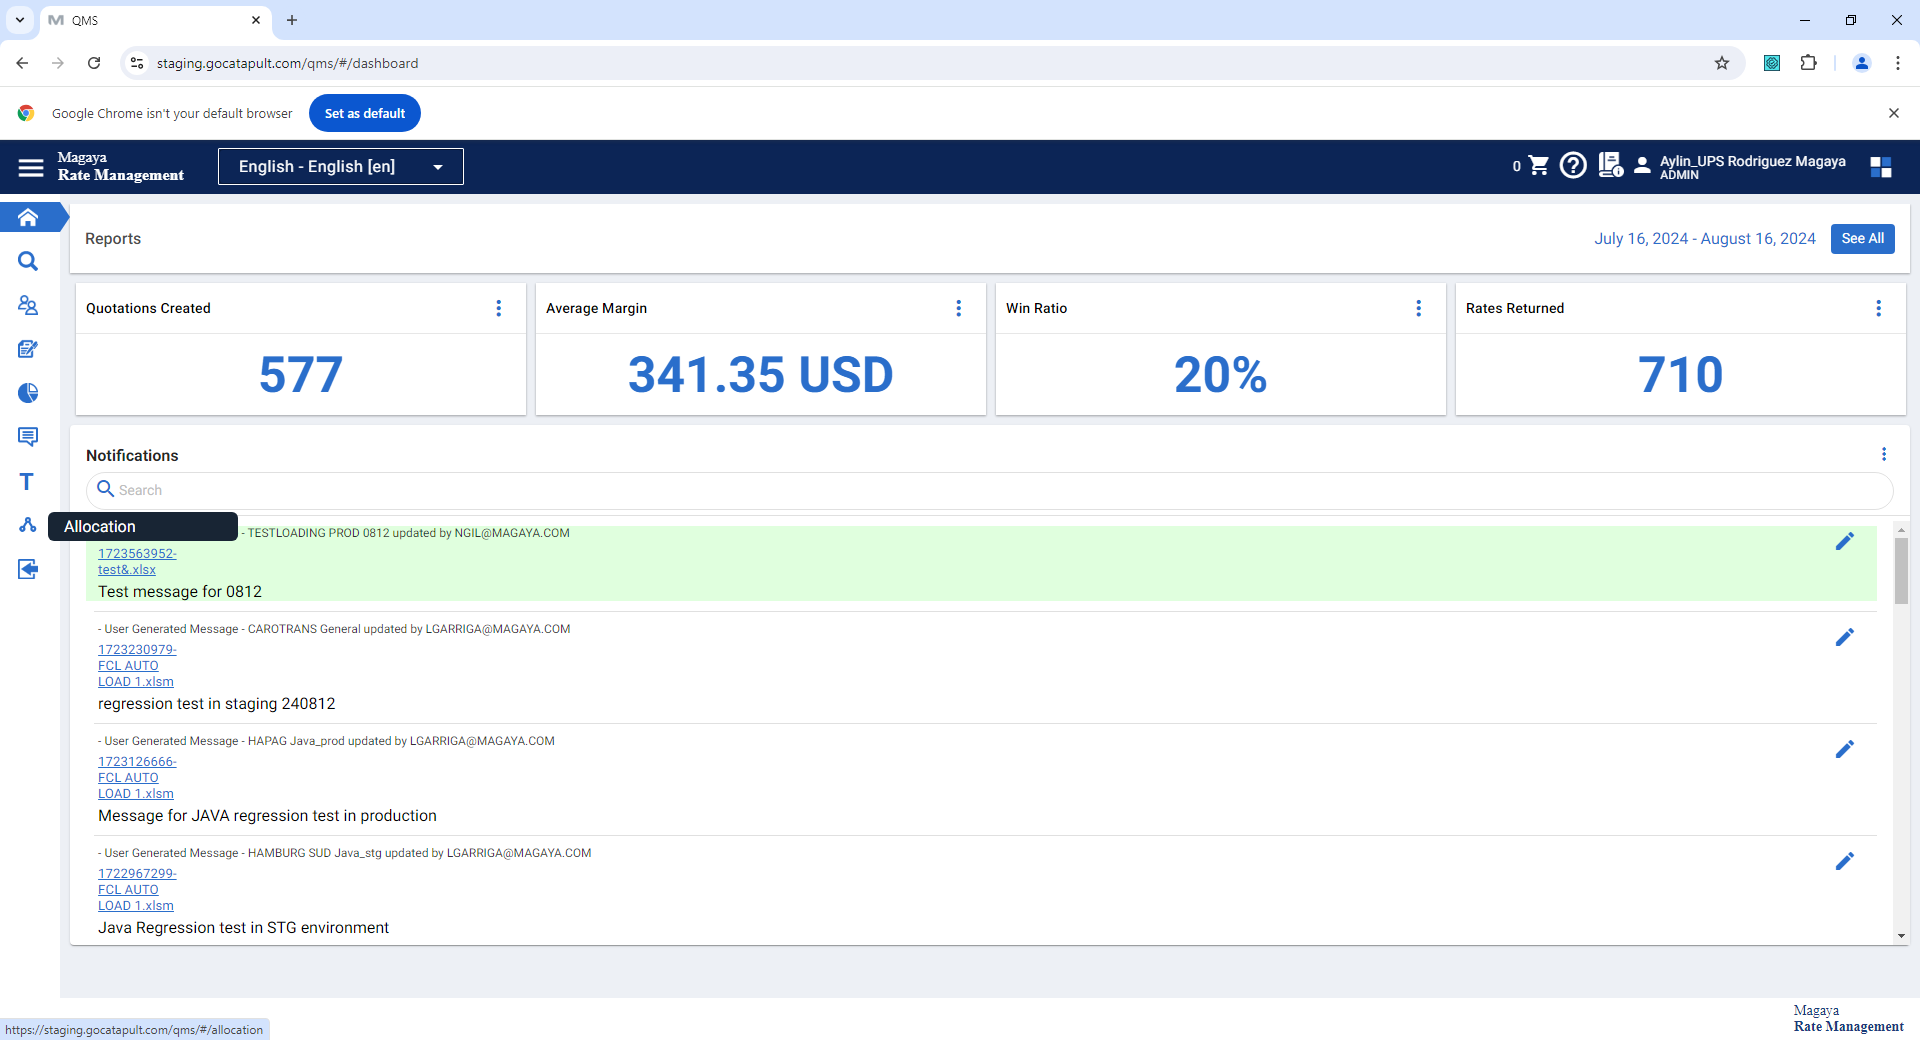 QMS
staging.gocatapult.com/qms/#/dashboard
Google Chrome isn't your default browser
Set as default
Magaya
Rate Management
English - English [en]
0
Aylin_UPS Rodriguez Magaya
ADMIN
Reports
July 16, 2024 - August 16, 2024
See All
Quotations Created
577
Average Margin
341.35 USD
Win Ratio
20%
Rates Returned
710
Notifications
Search
T
Allocation
- TESTLOADING PROD 0812 updated by NGIL@MAGAYA.COM
1723563952-
test&.xlsx
Test message for 0812
- User Generated Message - CAROTRANS General updated by LGARRIGA@MAGAYA.COM
1723230979-
FCL AUTO
LOAD 1.xlsm
regression test in staging 240812
- User Generated Message - HAPAG Java_prod updated by LGARRIGA@MAGAYA.COM
1723126666-
FCL AUTO
LOAD 1.xlsm
Message for JAVA regression test in production
- User Generated Message - HAMBURG SUD Java_stg updated by LGARRIGA@MAGAYA.COM
1722967299-
FCL AUTO
LOAD 1.xlsm
Java Regression test in STG environment
Magaya
Rate Management
https://staging.gocatapult.com/qms/#/allocation